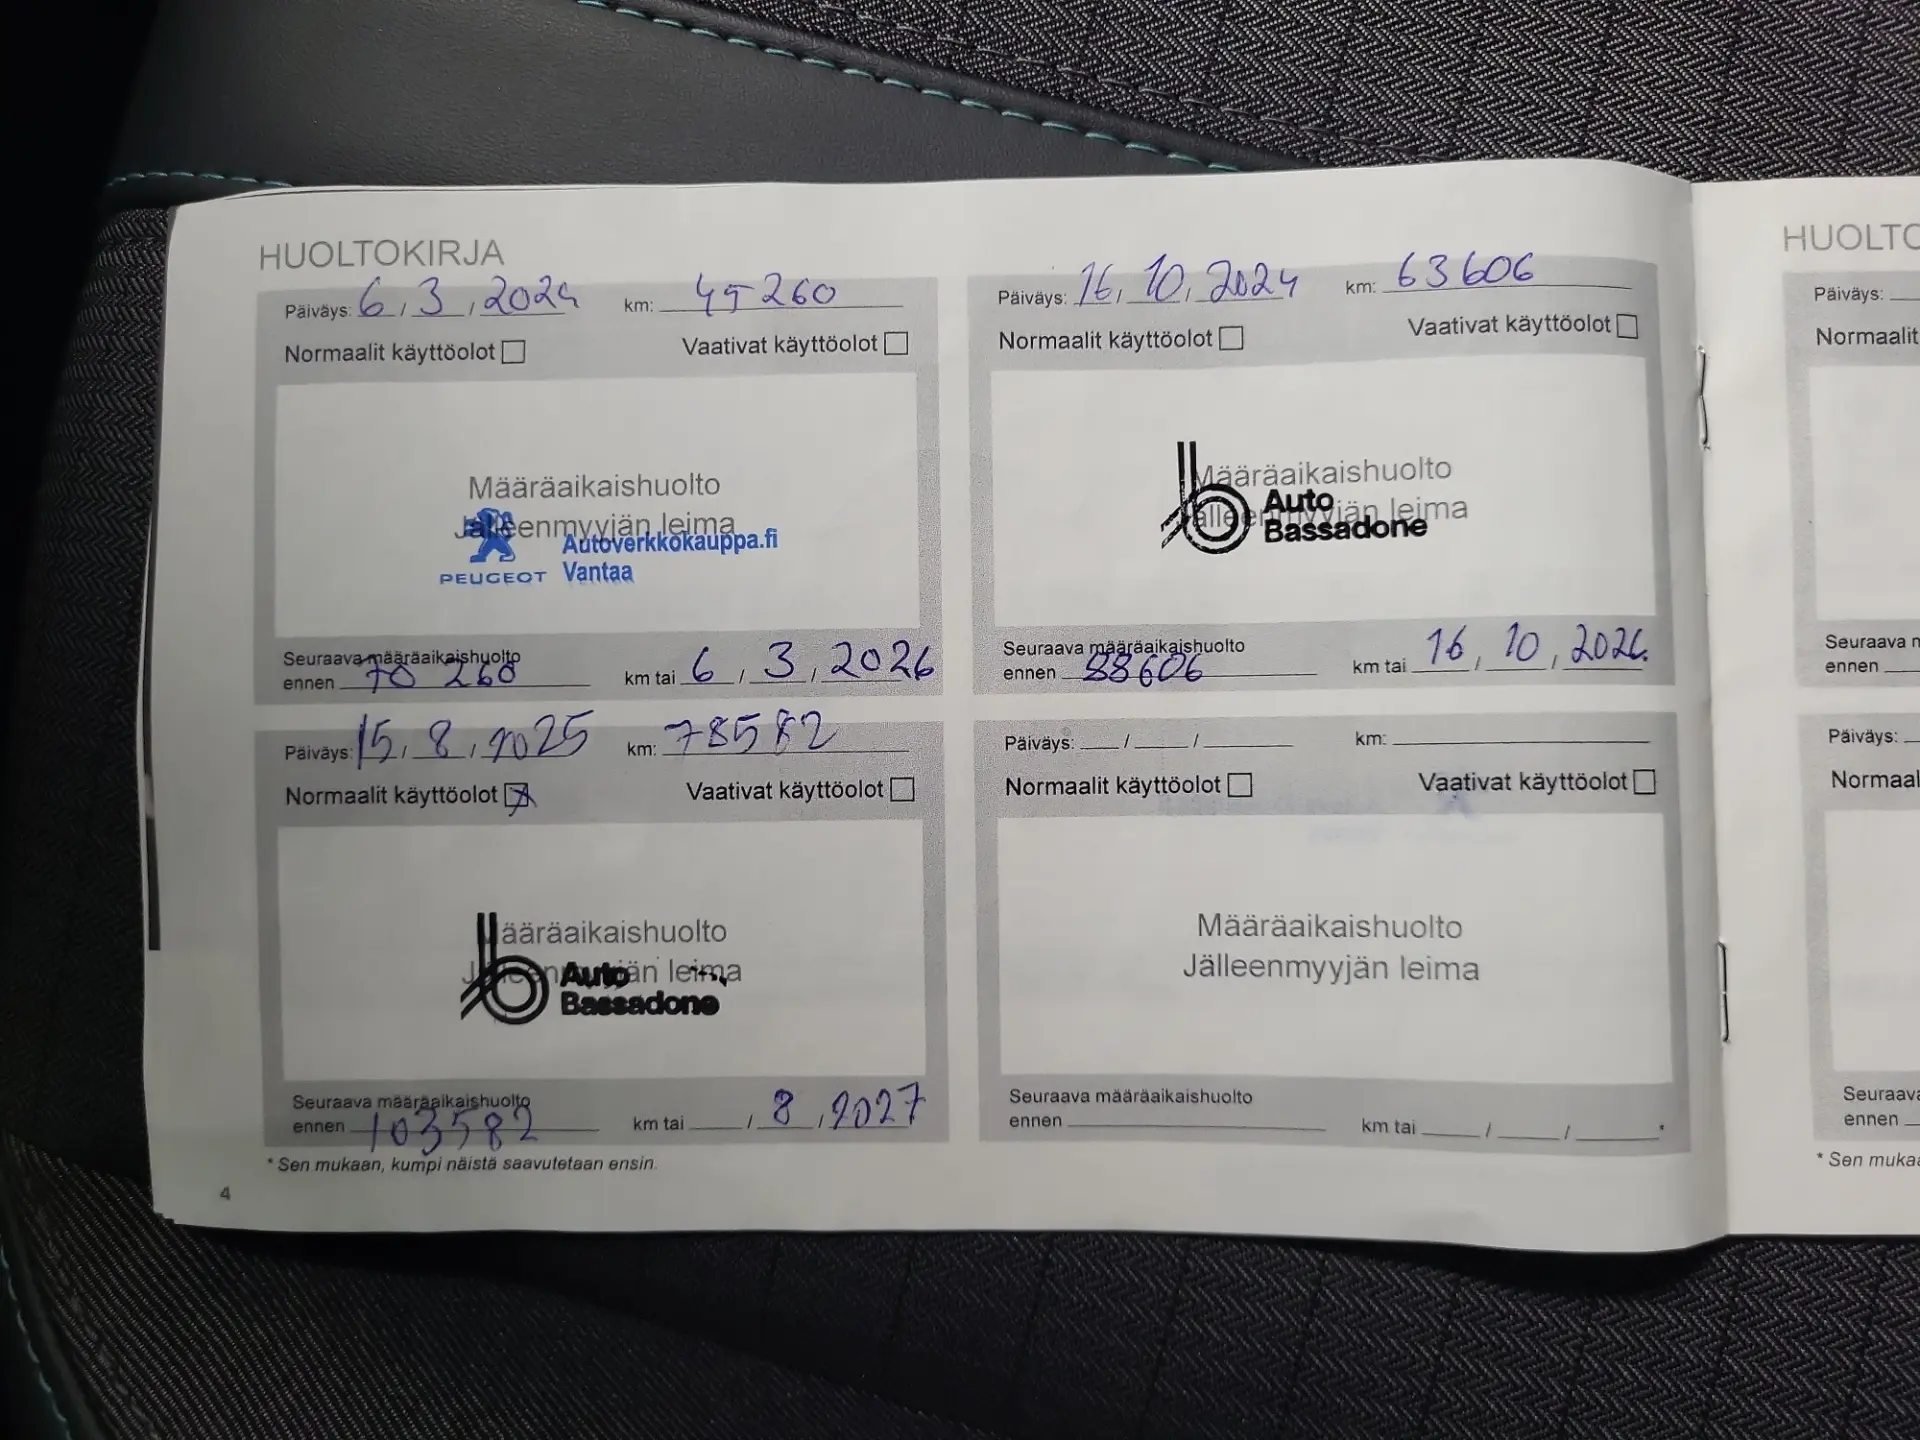 HUOLTOKIRJA
Päiväys: 6 / 3 / 2024 km: 45 260
Normaalit käyttöolot Vaativat käyttöolot
Määräaikaishuolto
Jälleenmyyjän leima
Autoverkkokauppa.fi
PEUGEOT Vantaa
Seuraava määräaikaishuolto
ennen 70 260 km tai 6 / 3 / 2026
Päiväys: 16 / 10 / 2024 km: 63606
Normaalit käyttöolot Vaativat käyttöolot
Määräaikaishuolto
Jälleenmyyjän leima
Auto
Bassadone
Seuraava määräaikaishuolto
ennen 88606 km tai 16 / 10 / 2026.
Päiväys: 15 / 8 / 2025 km: 78582
Normaalit käyttöolot x Vaativat käyttöolot
Määräaikaishuolto
Jälleenmyyjän leima
Auto
Bassadone
Seuraava määräaikaishuolto
ennen 103582 km tai / 8 / 2027
* Sen mukaan, kumpi näistä saavutetaan ensin.
Päiväys: / / km:
Normaalit käyttöolot Vaativat käyttöolot
Määräaikaishuolto
Jälleenmyyjän leima
Seuraava määräaikaishuolto
ennen km tai / / *
4
HUOLTO
Päiväys:
Normaalit
Seuraava m
ennen
Päiväys:
Normaal
Seuraava
ennen
* Sen mukaa